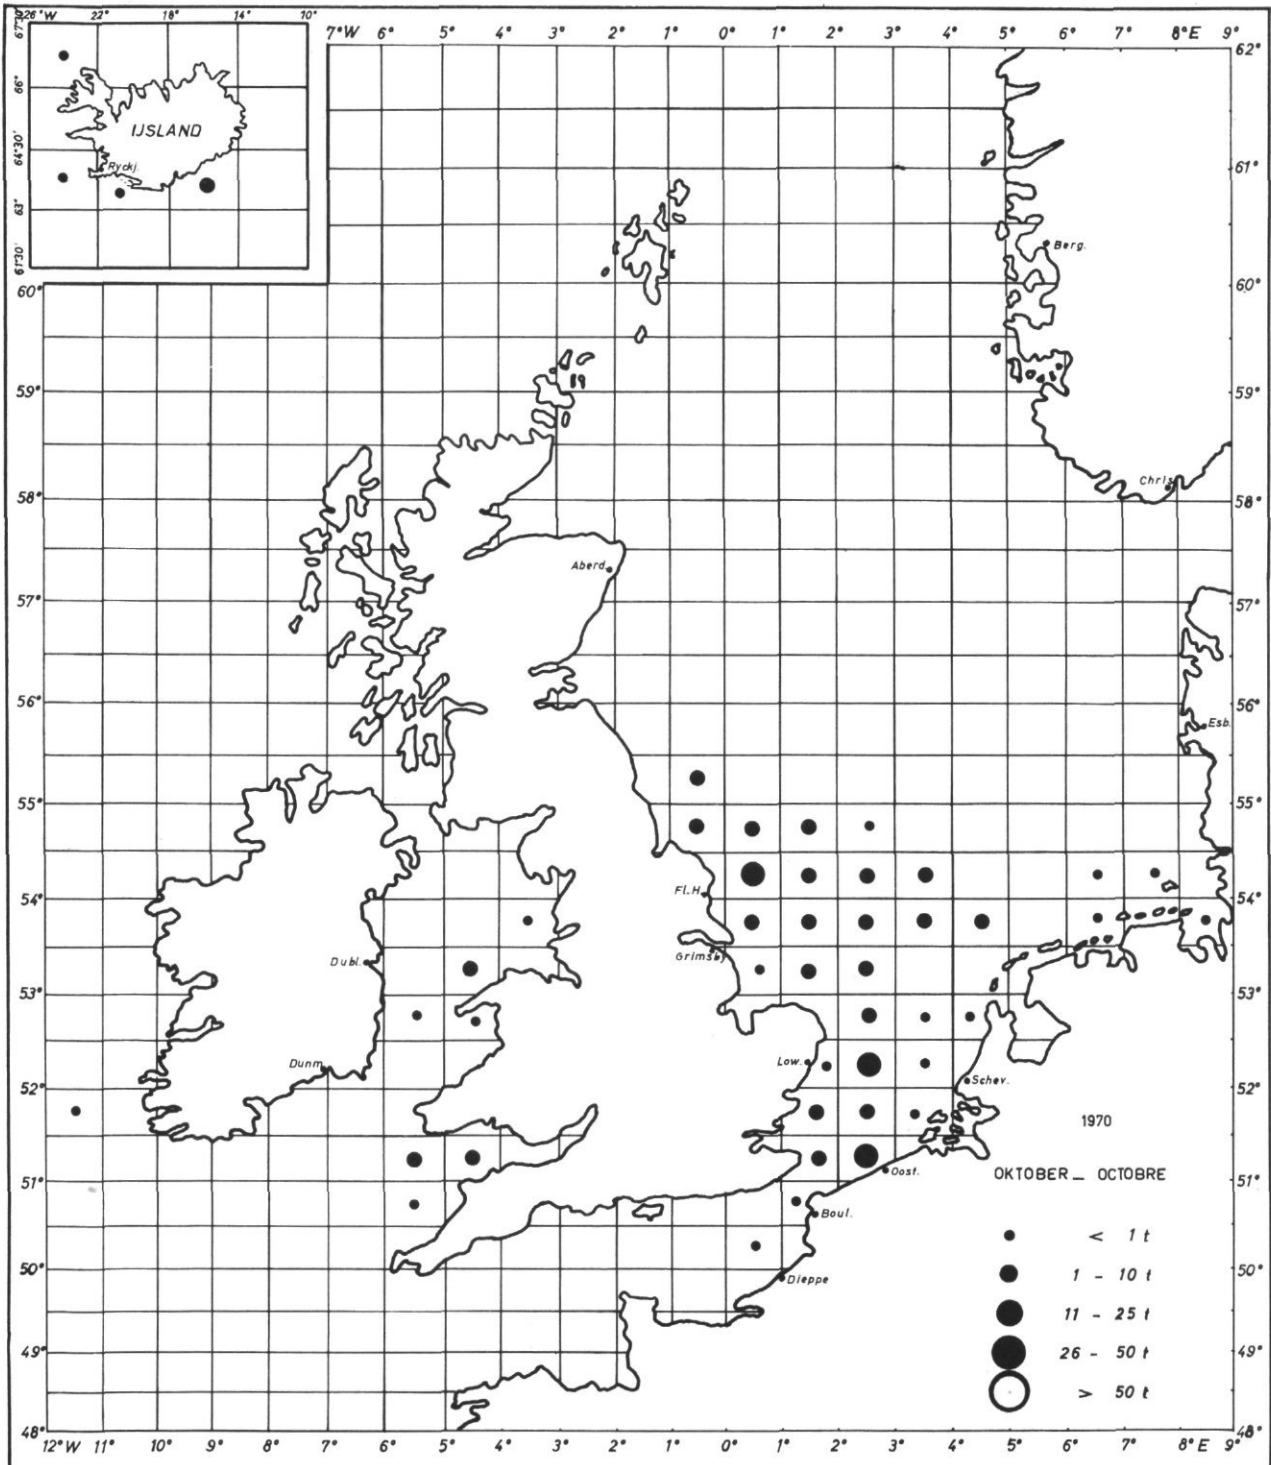 26°W 22° 18° 14° 10°
67°30'
66°
64°30'
63°
61°30'
IJSLAND
Ryckj.
7°W 6° 5° 4° 3° 2° 1° 0° 1° 2° 3° 4° 5° 6° 7° 8°E 9°
62°
61°
60°
59°
58°
57°
56°
55°
54°
53°
52°
51°
50°
49°
48°
60°
59°
58°
57°
56°
55°
54°
53°
52°
51°
50°
49°
48°
Berg.
Chris
Aberd.
Esb.
Fl.H.
Grimsby
Dubl.
Dunm.
Low.
Schev.
Oost.
Boul.
Dieppe
1970
OKTOBER _ OCTOBRE
< 1 t
1 - 10 t
11 - 25 t
26 - 50 t
> 50 t
12°W 11° 10° 9° 8° 7° 6° 5° 4° 3° 2° 1° 0° 1° 2° 3° 4° 5° 6° 7° 8°E 9°